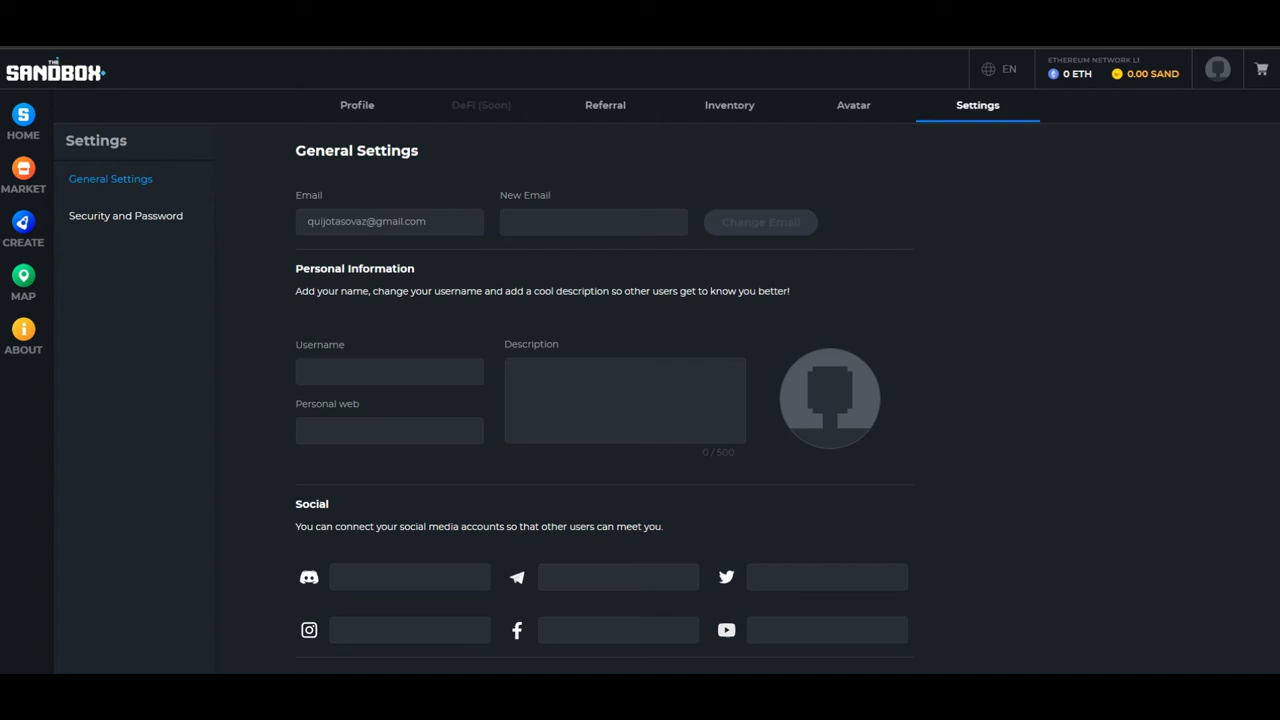 THE
SANDBOX
EN
ETHEREUM NETWORK L1
0 ETH
0.00 SAND
HOME
MARKET
CREATE
MAP
ABOUT
Profile
DeFi (Soon)
Referral
Inventory
Avatar
Settings
Settings
General Settings
Security and Password
General Settings
Email
New Email
quijotasovaz@gmail.com
Change Email
Personal Information
Add your name, change your username and add a cool description so other users get to know you better!
Username
Description
Personal web
0 / 500
Social
You can connect your social media accounts so that other users can meet you.